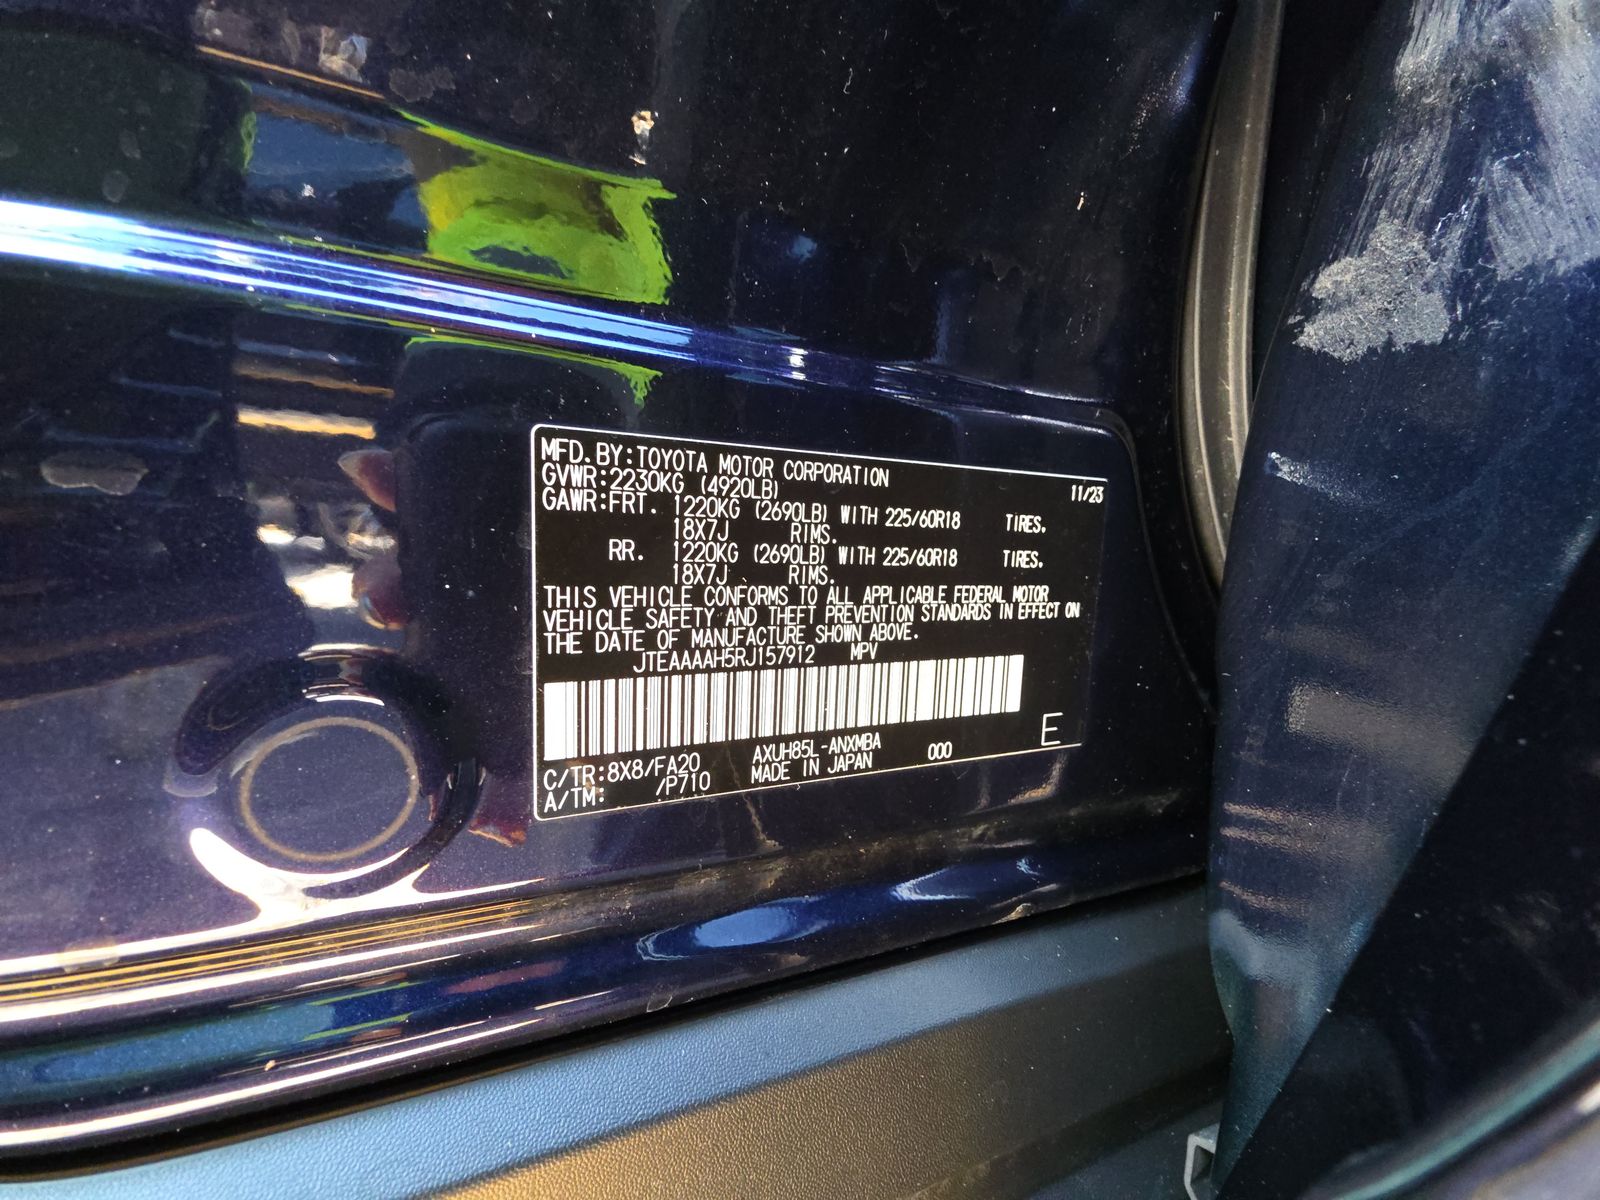 MFD. BY: TOYOTA MOTOR CORPORATION 11/23
GVWR: 2230KG (4920LB)
GAWR: FRT. 1220KG (2690LB) WITH 225/60R18 TIRES.
18X7J RIMS.
RR. 1220KG (2690LB) WITH 225/60R18 TIRES.
18X7J RIMS.
THIS VEHICLE CONFORMS TO ALL APPLICABLE FEDERAL MOTOR
VEHICLE SAFETY AND THEFT PREVENTION STANDARDS IN EFFECT ON
THE DATE OF MANUFACTURE SHOWN ABOVE.
JTEAAAAH5RJ157912 MPV
E
C/TR: 8X8/FA20 AXUH85L-ANXMBA 000
A/TM: /P710 MADE IN JAPAN